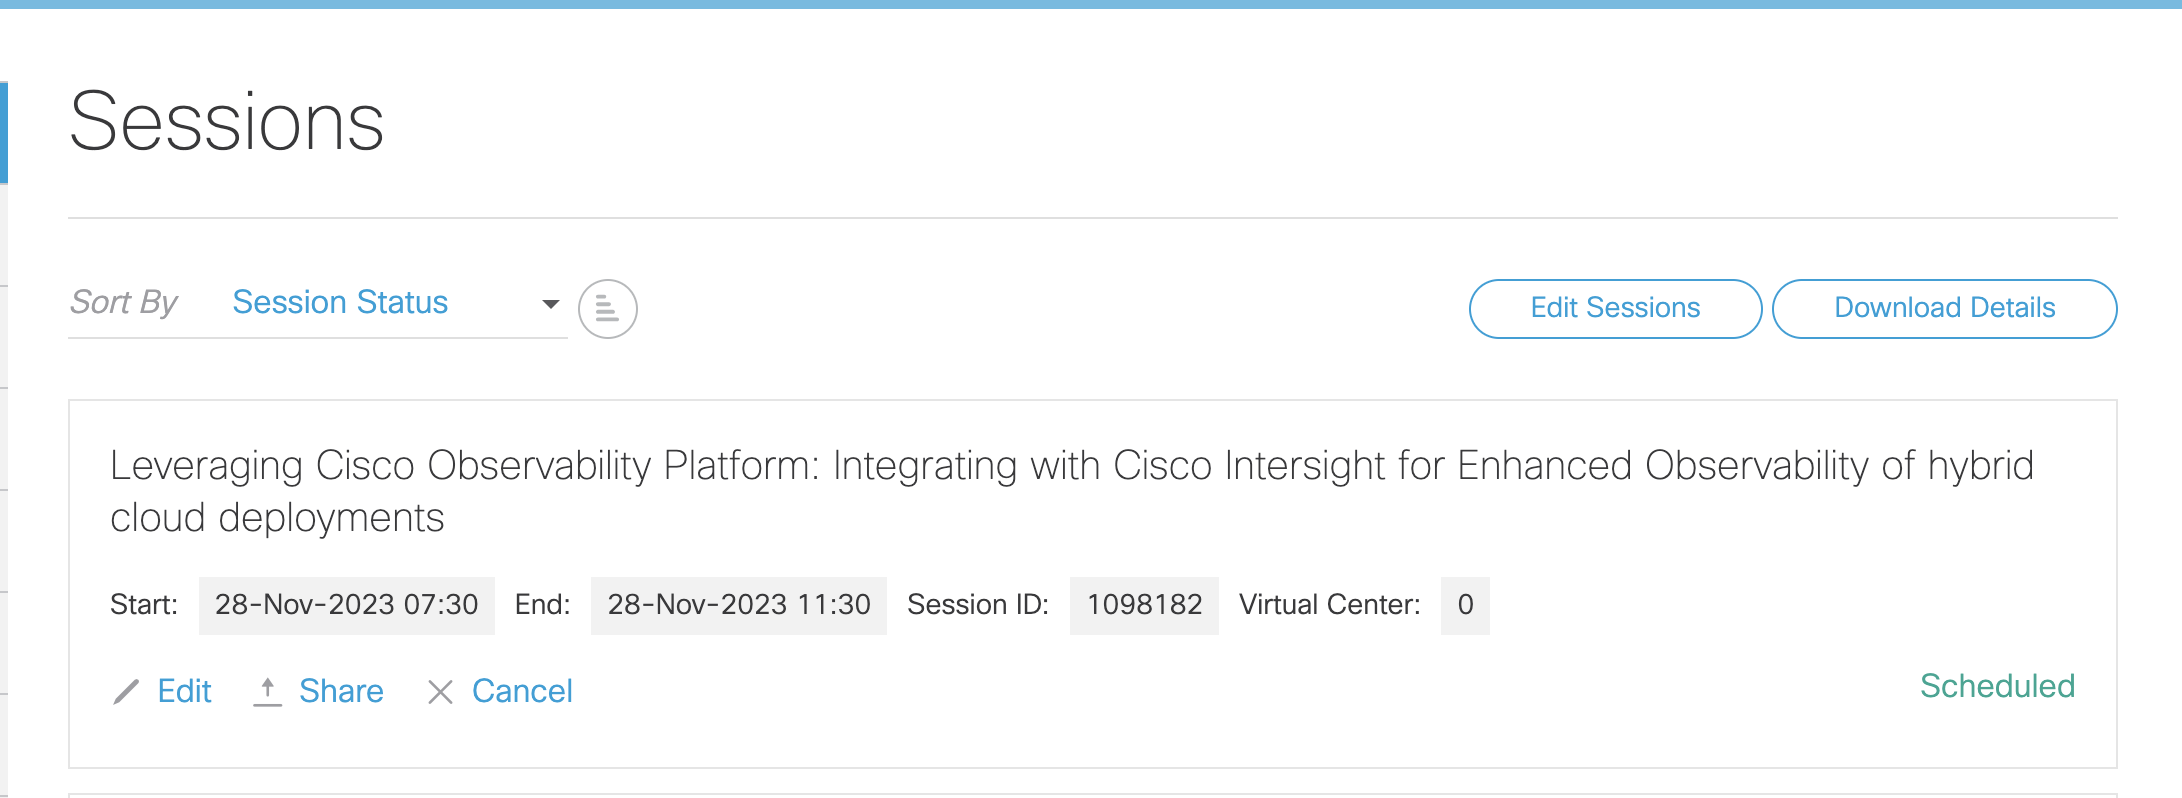 Sessions
Sort By Session Status
Edit Sessions Download Details
Leveraging Cisco Observability Platform: Integrating with Cisco Intersight for Enhanced Observability of hybrid
cloud deployments
Start: 28-Nov-2023 07:30 End: 28-Nov-2023 11:30 Session ID: 1098182 Virtual Center: 0
Edit Share Cancel
Scheduled